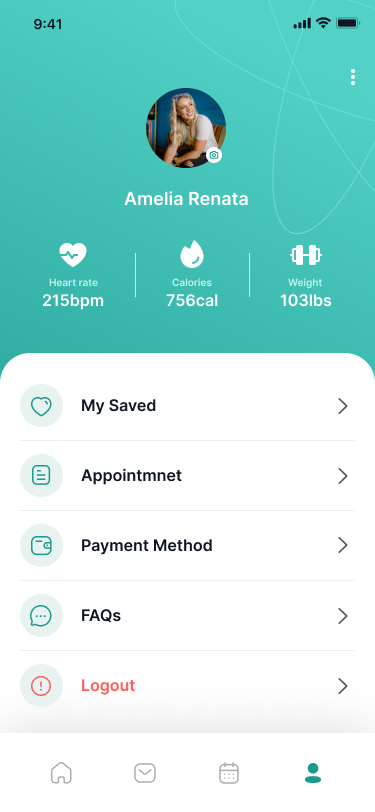 9:41
Amelia Renata
Heart rate
215bpm
Calories
756cal
Weight
103lbs
My Saved
Appointmnet
Payment Method
FAQs
Logout